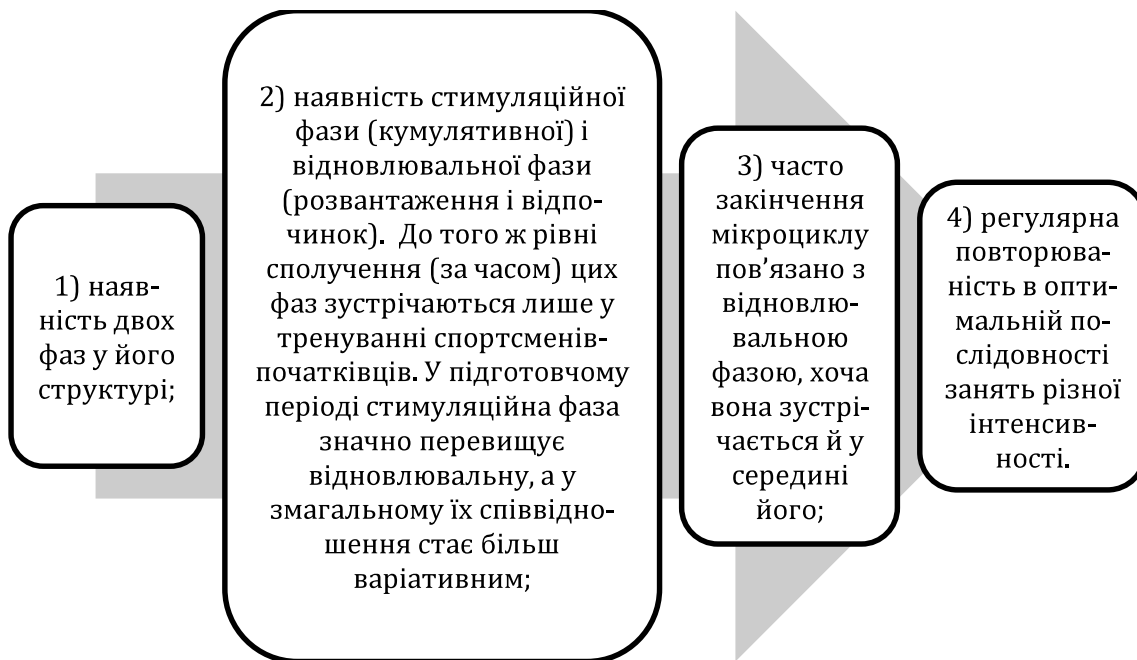 1) наяв-
ність двох
фаз у його
структурі;
2) наявність стимуляційної
фази (кумулятивної) і
відновлювальної фази
(розвантаження і відпо-
чинок). До того ж рівні
сполучення (за часом) цих
фаз зустрічаються лише у
тренуванні спортсменів-
початківців. У підготовчому
періоді стимуляційна фаза
значно перевищує
відновлювальну, а у
змагальному їх співвідно-
шення стає більш
варіативним;
3) часто
закінчення
мікроциклу
пов’язано з
відновлю-
вальною
фазою, хоча
вона зустрі-
чається й у
середині
його;
4) регулярна
повторюва-
ність в опти-
мальній по-
слідовності
занять різної
інтенсив-
ності.